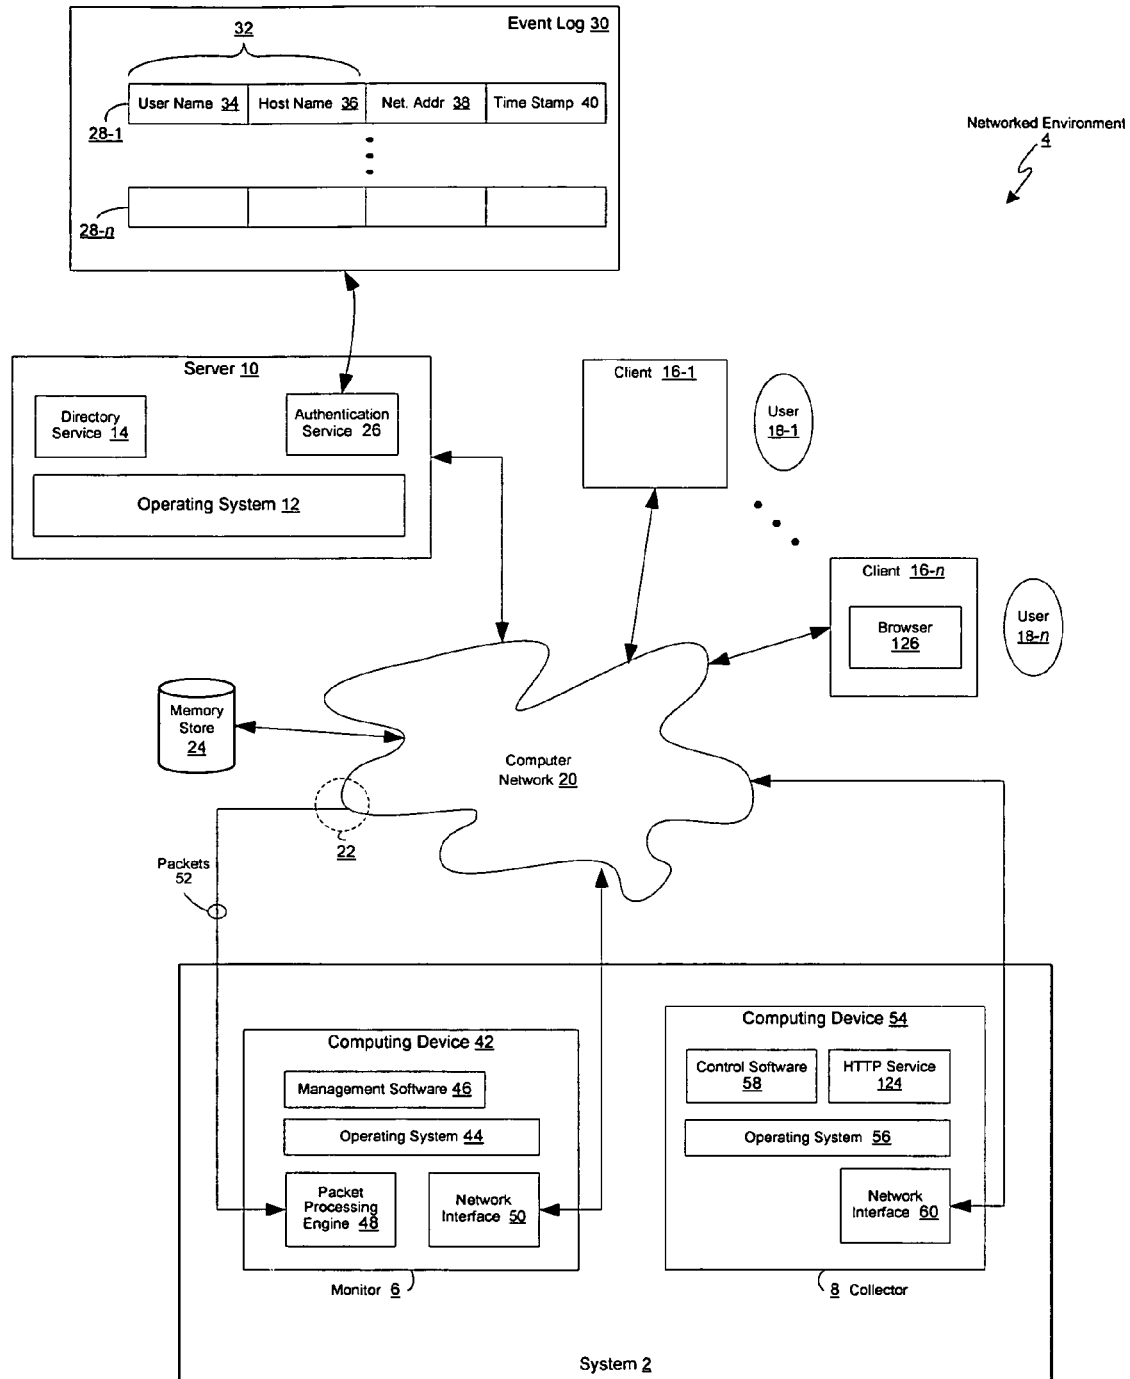 Event Log 30
32
User Name 34
Host Name 36
Net. Addr 38
Time Stamp 40
28-1
28-n
Networked Environment
4
Server 10
Directory
Service 14
Authentication
Service 26
Operating System 12
Client 16-1
User
18-1
Client 16-n
Browser
126
User
18-n
Memory
Store
24
Computer
Network 20
22
Packets
52
Computing Device 42
Management Software 46
Operating System 44
Packet
Processing
Engine 48
Network
Interface 50
Monitor 6
Computing Device 54
Control Software
58
HTTP Service
124
Operating System 56
Network
Interface 60
8 Collector
System 2